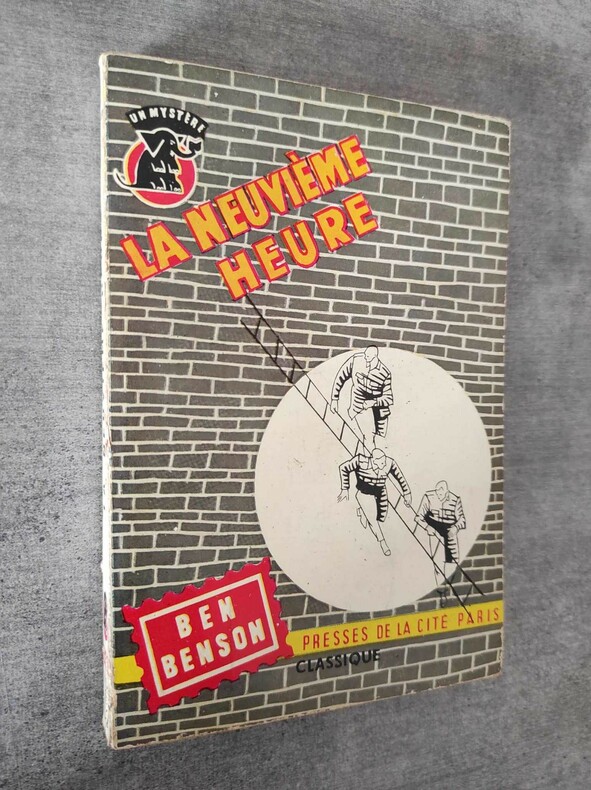 UN MYSTÈRE
LA NEUVIÈME
HEURE
BEN
BENSON
PRESSES DE LA CITÉ PARIS
CLASSIQUE